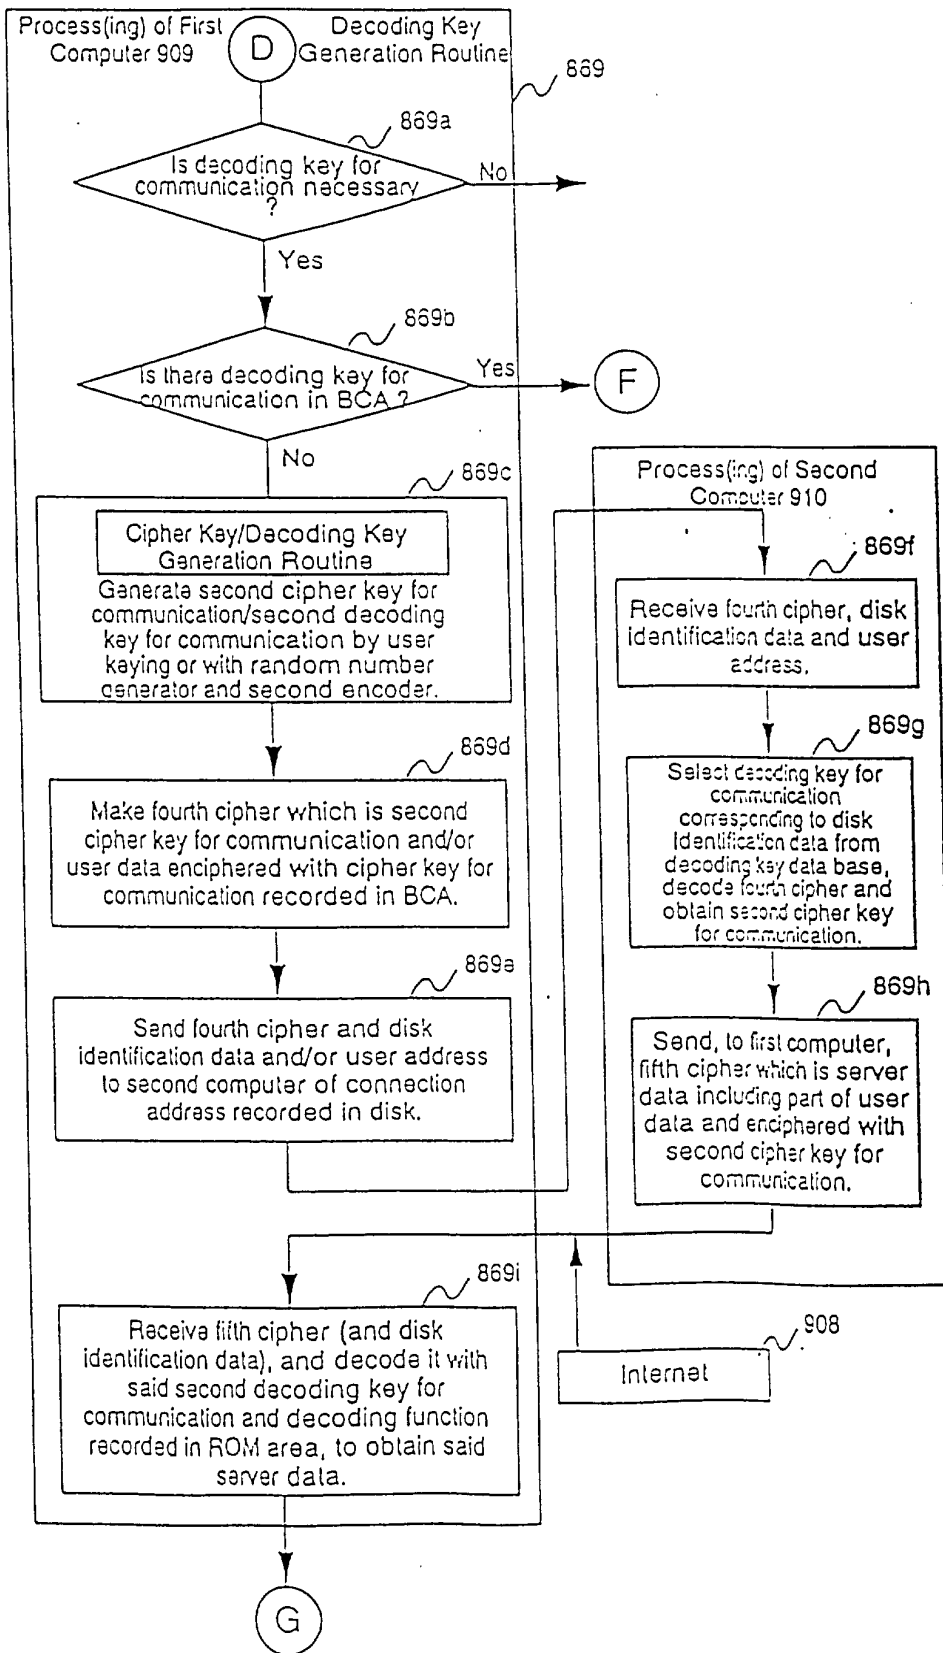 Process(ing) of First
Computer 909
D
Decoding Key
Generation Routine
869
869a
Is decoding key for
communication necessary
?
No
Yes
869b
Is there decoding key for
communication in BCA ?
Yes
F
No
869c
Cipher Key/Decoding Key
Generation Routine
Generate second cipher key for
communication/second decoding
key for communication by user
keying or with random number
generator and second encoder.
869d
Make fourth cipher which is second
cipher key for communication and/or
user data enciphered with cipher key for
communication recorded in BCA.
869e
Send fourth cipher and disk
identification data and/or user address
to second computer of connection
address recorded in disk.
Process(ing) of Second
Computer 910
869f
Receive fourth cipher, disk
identification data and user
address.
869g
Select decoding key for
communication
corresponding to disk
Identification data from
decoding key data base,
decode fourth cipher and
obtain second cipher key
for communication.
869h
Send, to first computer,
fifth cipher which is server
data including part of user
data and enciphered with
second cipher key for
communication.
869i
Receive fifth cipher (and disk
identification data), and decode it with
said second decoding key for
communication and decoding function
recorded in ROM area, to obtain said
server data.
908
Internet
G